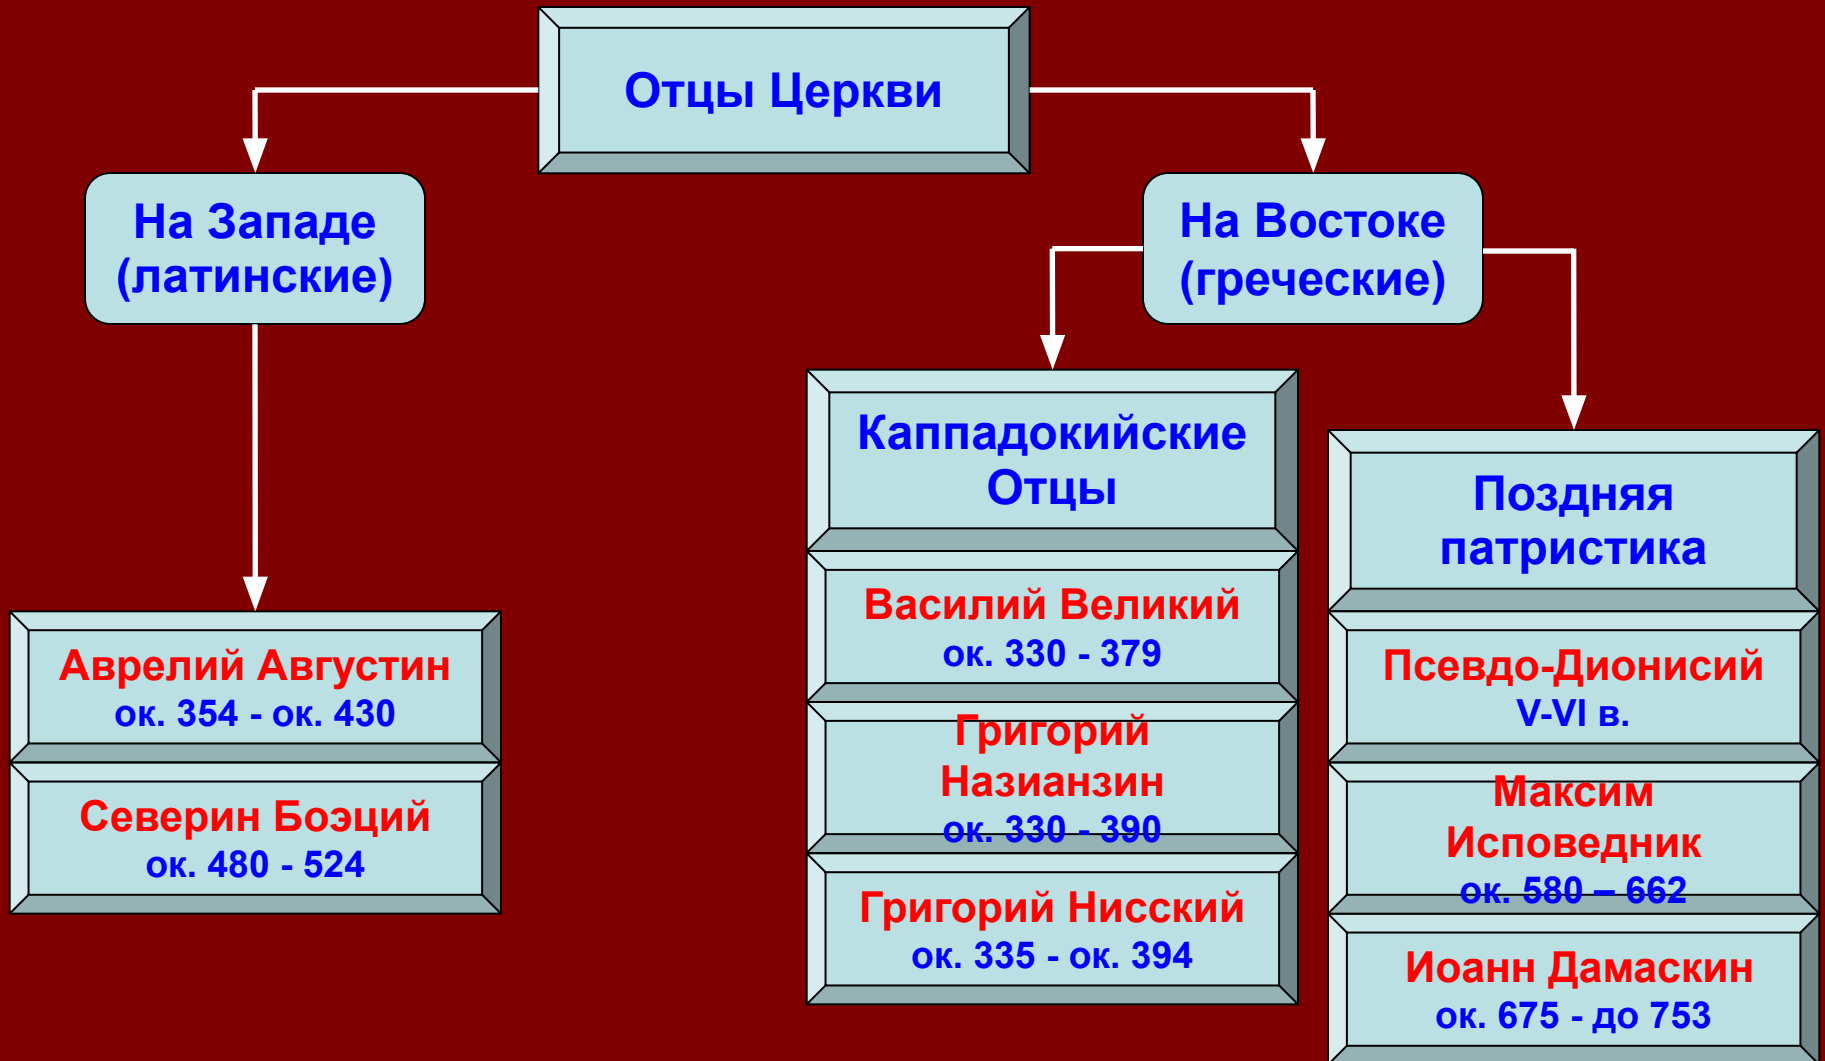 Отцы Церкви
На Западе
(латинские)
На Востоке
(греческие)
Аврелий Августин
ок. 354 - ок. 430
Северин Боэций
ок. 480 - 524
Каппадокийские
Отцы
Василий Великий
ок. 330 - 379
Григорий
Назианзин
ок. 330 - 390
Григорий Нисский
ок. 335 - ок. 394
Поздняя
патристика
Псевдо-Дионисий
V-VI в.
Максим
Исповедник
ок. 580 – 662
Иоанн Дамаскин
ок. 675 - до 753